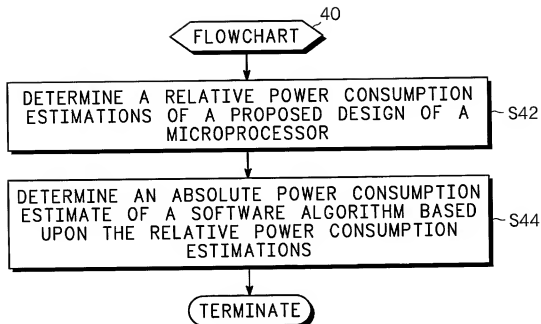 40
FLOWCHART
DETERMINE A RELATIVE POWER CONSUMPTION
ESTIMATIONS OF A PROPOSED DESIGN OF A
MICROPROCESSOR
S42
DETERMINE AN ABSOLUTE POWER CONSUMPTION
ESTIMATE OF A SOFTWARE ALGORITHM BASED
UPON THE RELATIVE POWER CONSUMPTION
ESTIMATIONS
S44
TERMINATE